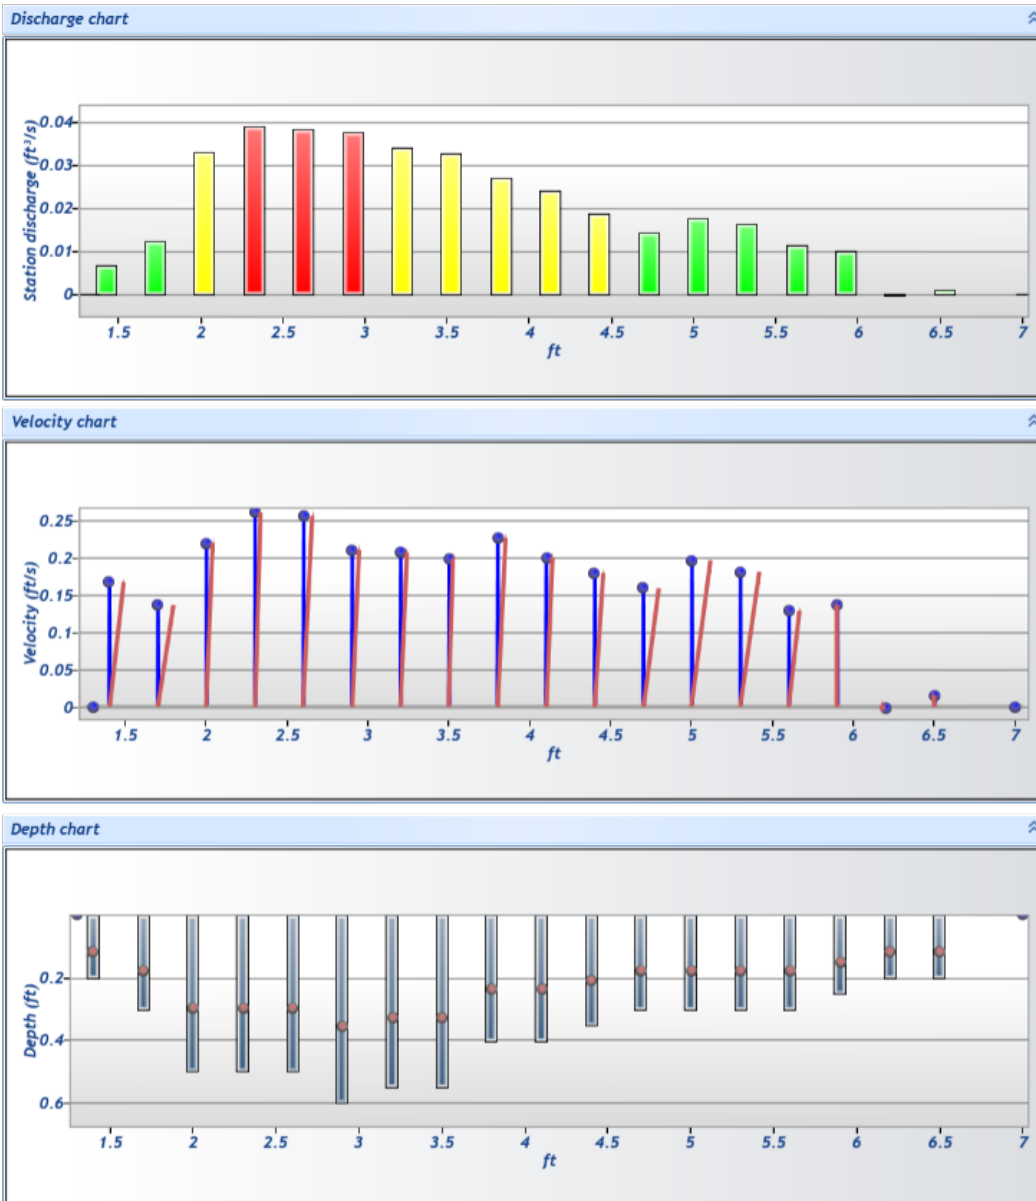 Discharge chart
Station discharge (ft³/s)
0.04
0.03
0.02
0.01
0
1.5 2 2.5 3 3.5 4 4.5 5 5.5 6 6.5 7
ft
Velocity chart
Velocity (ft/s)
0.25
0.2
0.15
0.1
0.05
0
1.5 2 2.5 3 3.5 4 4.5 5 5.5 6 6.5 7
ft
Depth chart
Depth (ft)
0.2
0.4
0.6
1.5 2 2.5 3 3.5 4 4.5 5 5.5 6 6.5 7
ft